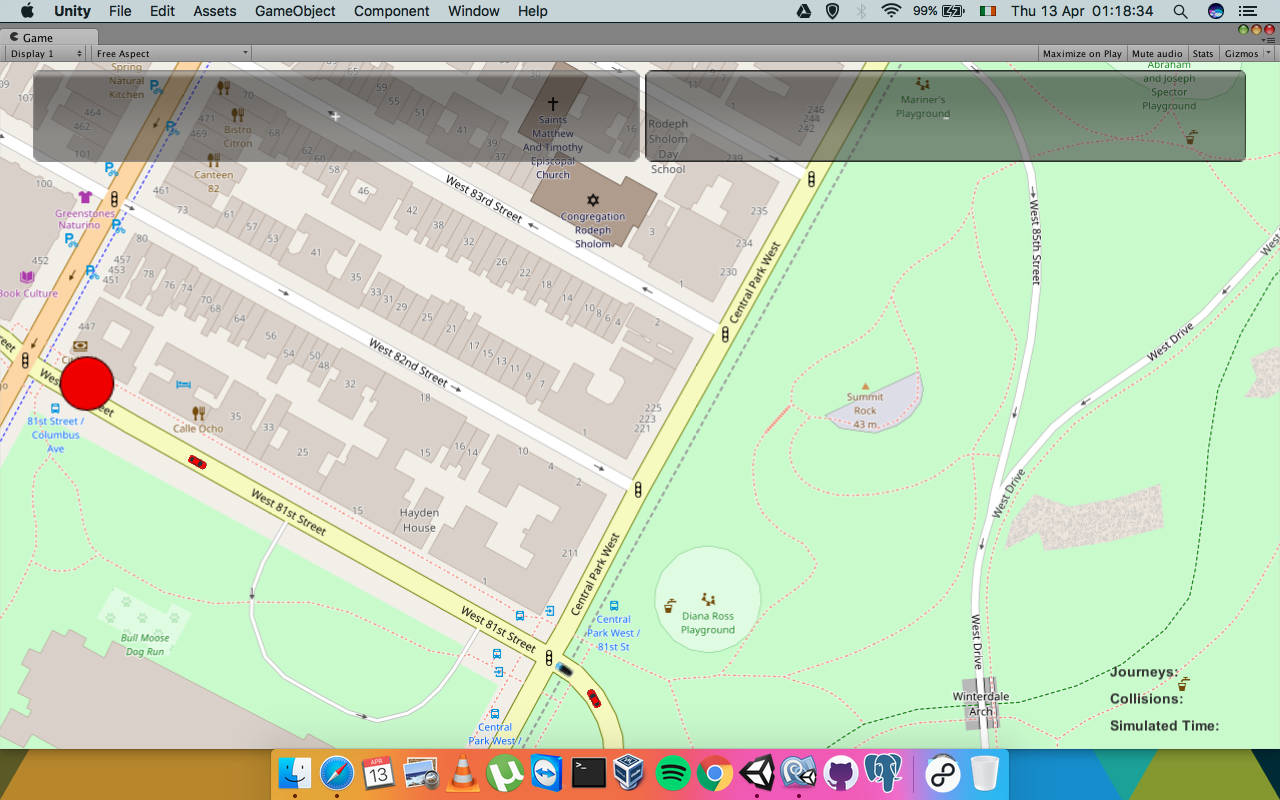 Unity File Edit Assets GameObject Component Window Help
99% Thu 13 Apr 01:18:34
Game
Display 1 Free Aspect
Maximize on Play Mute audio Stats Gizmos
Spring
Natural
Kitchen
464
462
101
100
471
469
Bistro
Citron
Canteen
82
65
59
55
51
41
39
62
60
58
46
Saints
Matthew
And Timothy
Episcopal
Church
16
Rodeph
Sholom
Day
School
239
246
244
242
Mariner's
Playground
Abraham
and Joseph
Spector
Playground
Greenstones
Naturino
461
73
67
61
57
53
West 83rd Street
42
38
32
Congregation
Rodeph
Sholom
3
235
234
230
Central Park West
West 85th Street
452
Book Culture
457
453
451
80
78
76
74
70
68
64
41
35
33
31
29
25
21
26
22
18
14
10
8
6
4
2
1
447
56
54
50
48
32
West 82nd Street
17
15
13
11
9
7
18
West Drive
81st Street /
Columbus
Ave
Calle Ocho
35
33
25
15
16
14
10
4
2
1
225
223
221
Summit
Rock
43 m
West 81st Street
15
Hayden
House
211
1
West Drive
Central Park West
West 81st Street
Central
Park West /
81st St
Diana Ross
Playground
Bull Moose
Dog Run
West Drive
Winterdale
Arch
Central
Park West /
Journeys:
Collisions:
Simulated Time:
APR
13